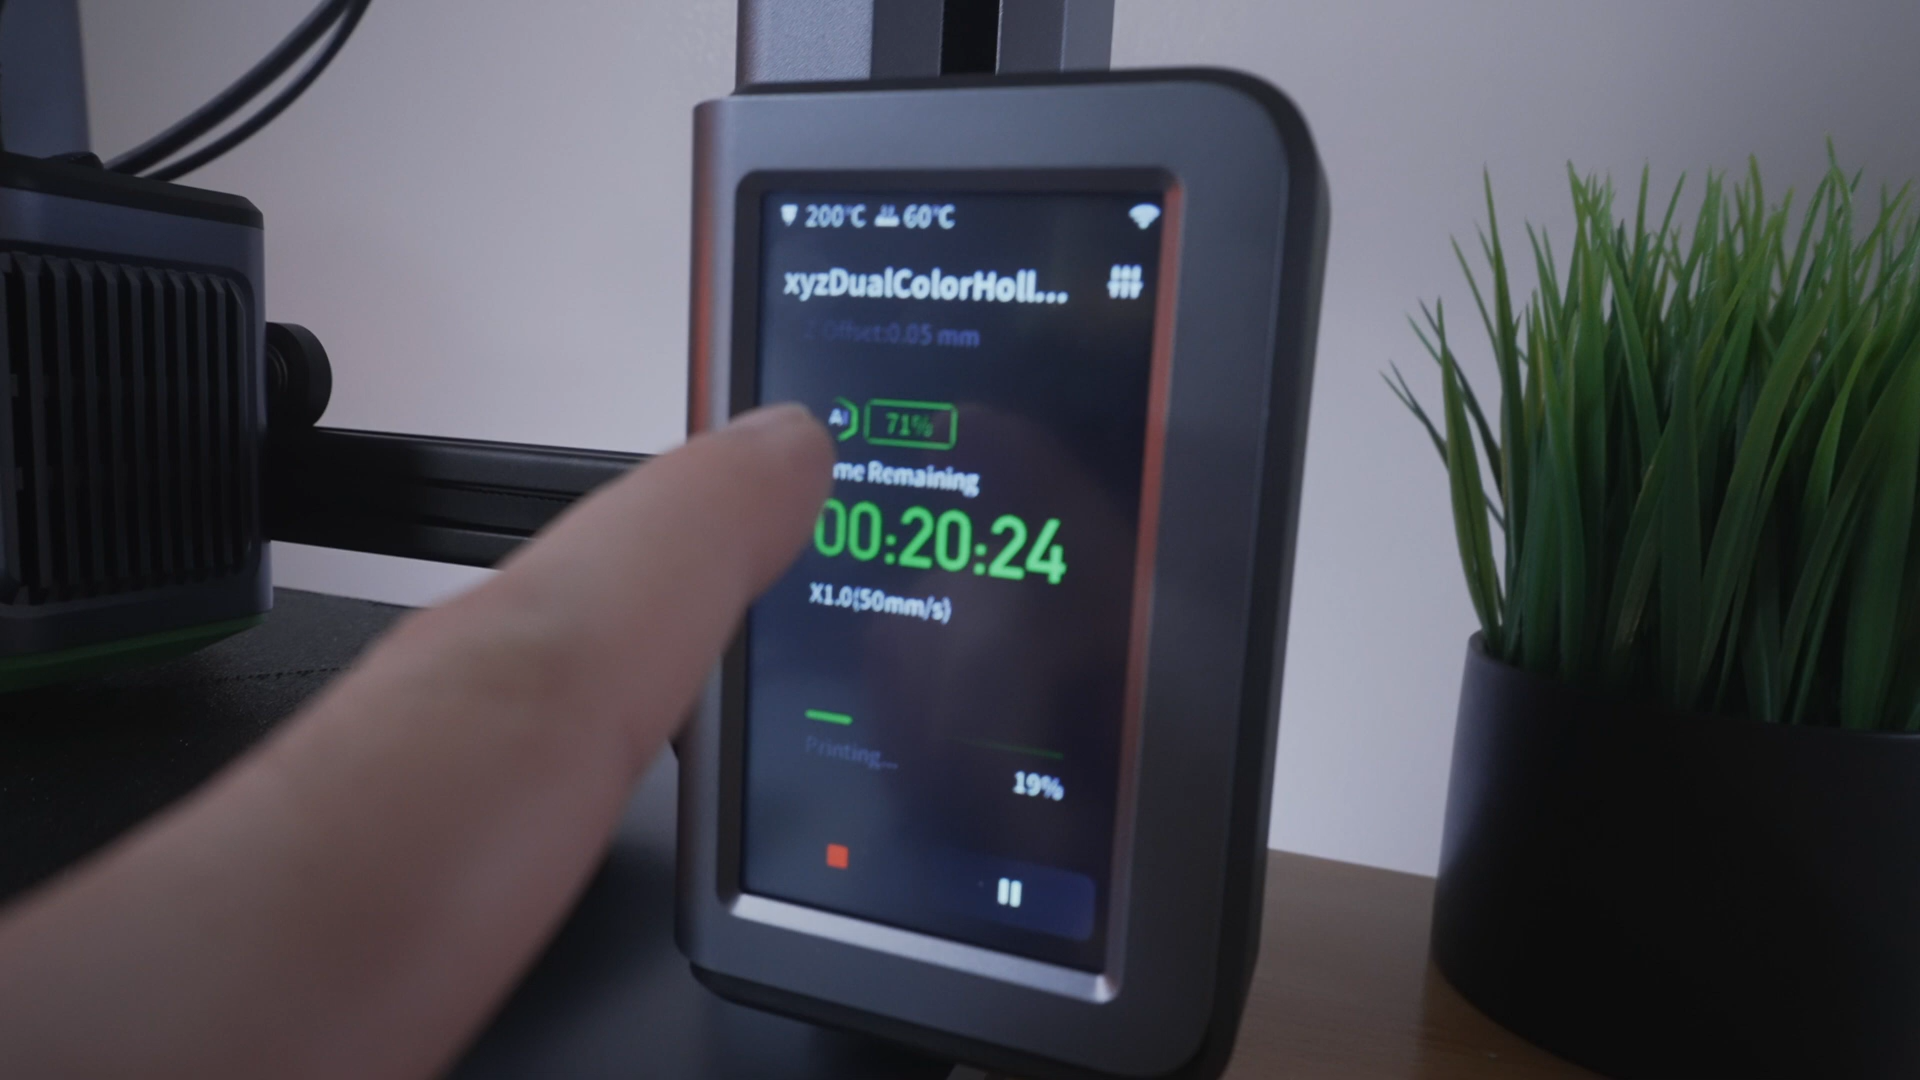 200°C 60°C
xyzDualColorHoll...
Z Offset:0.05 mm
AI 71%
me Remaining
00:20:24
X1.0(50mm/s)
Printing...
19%